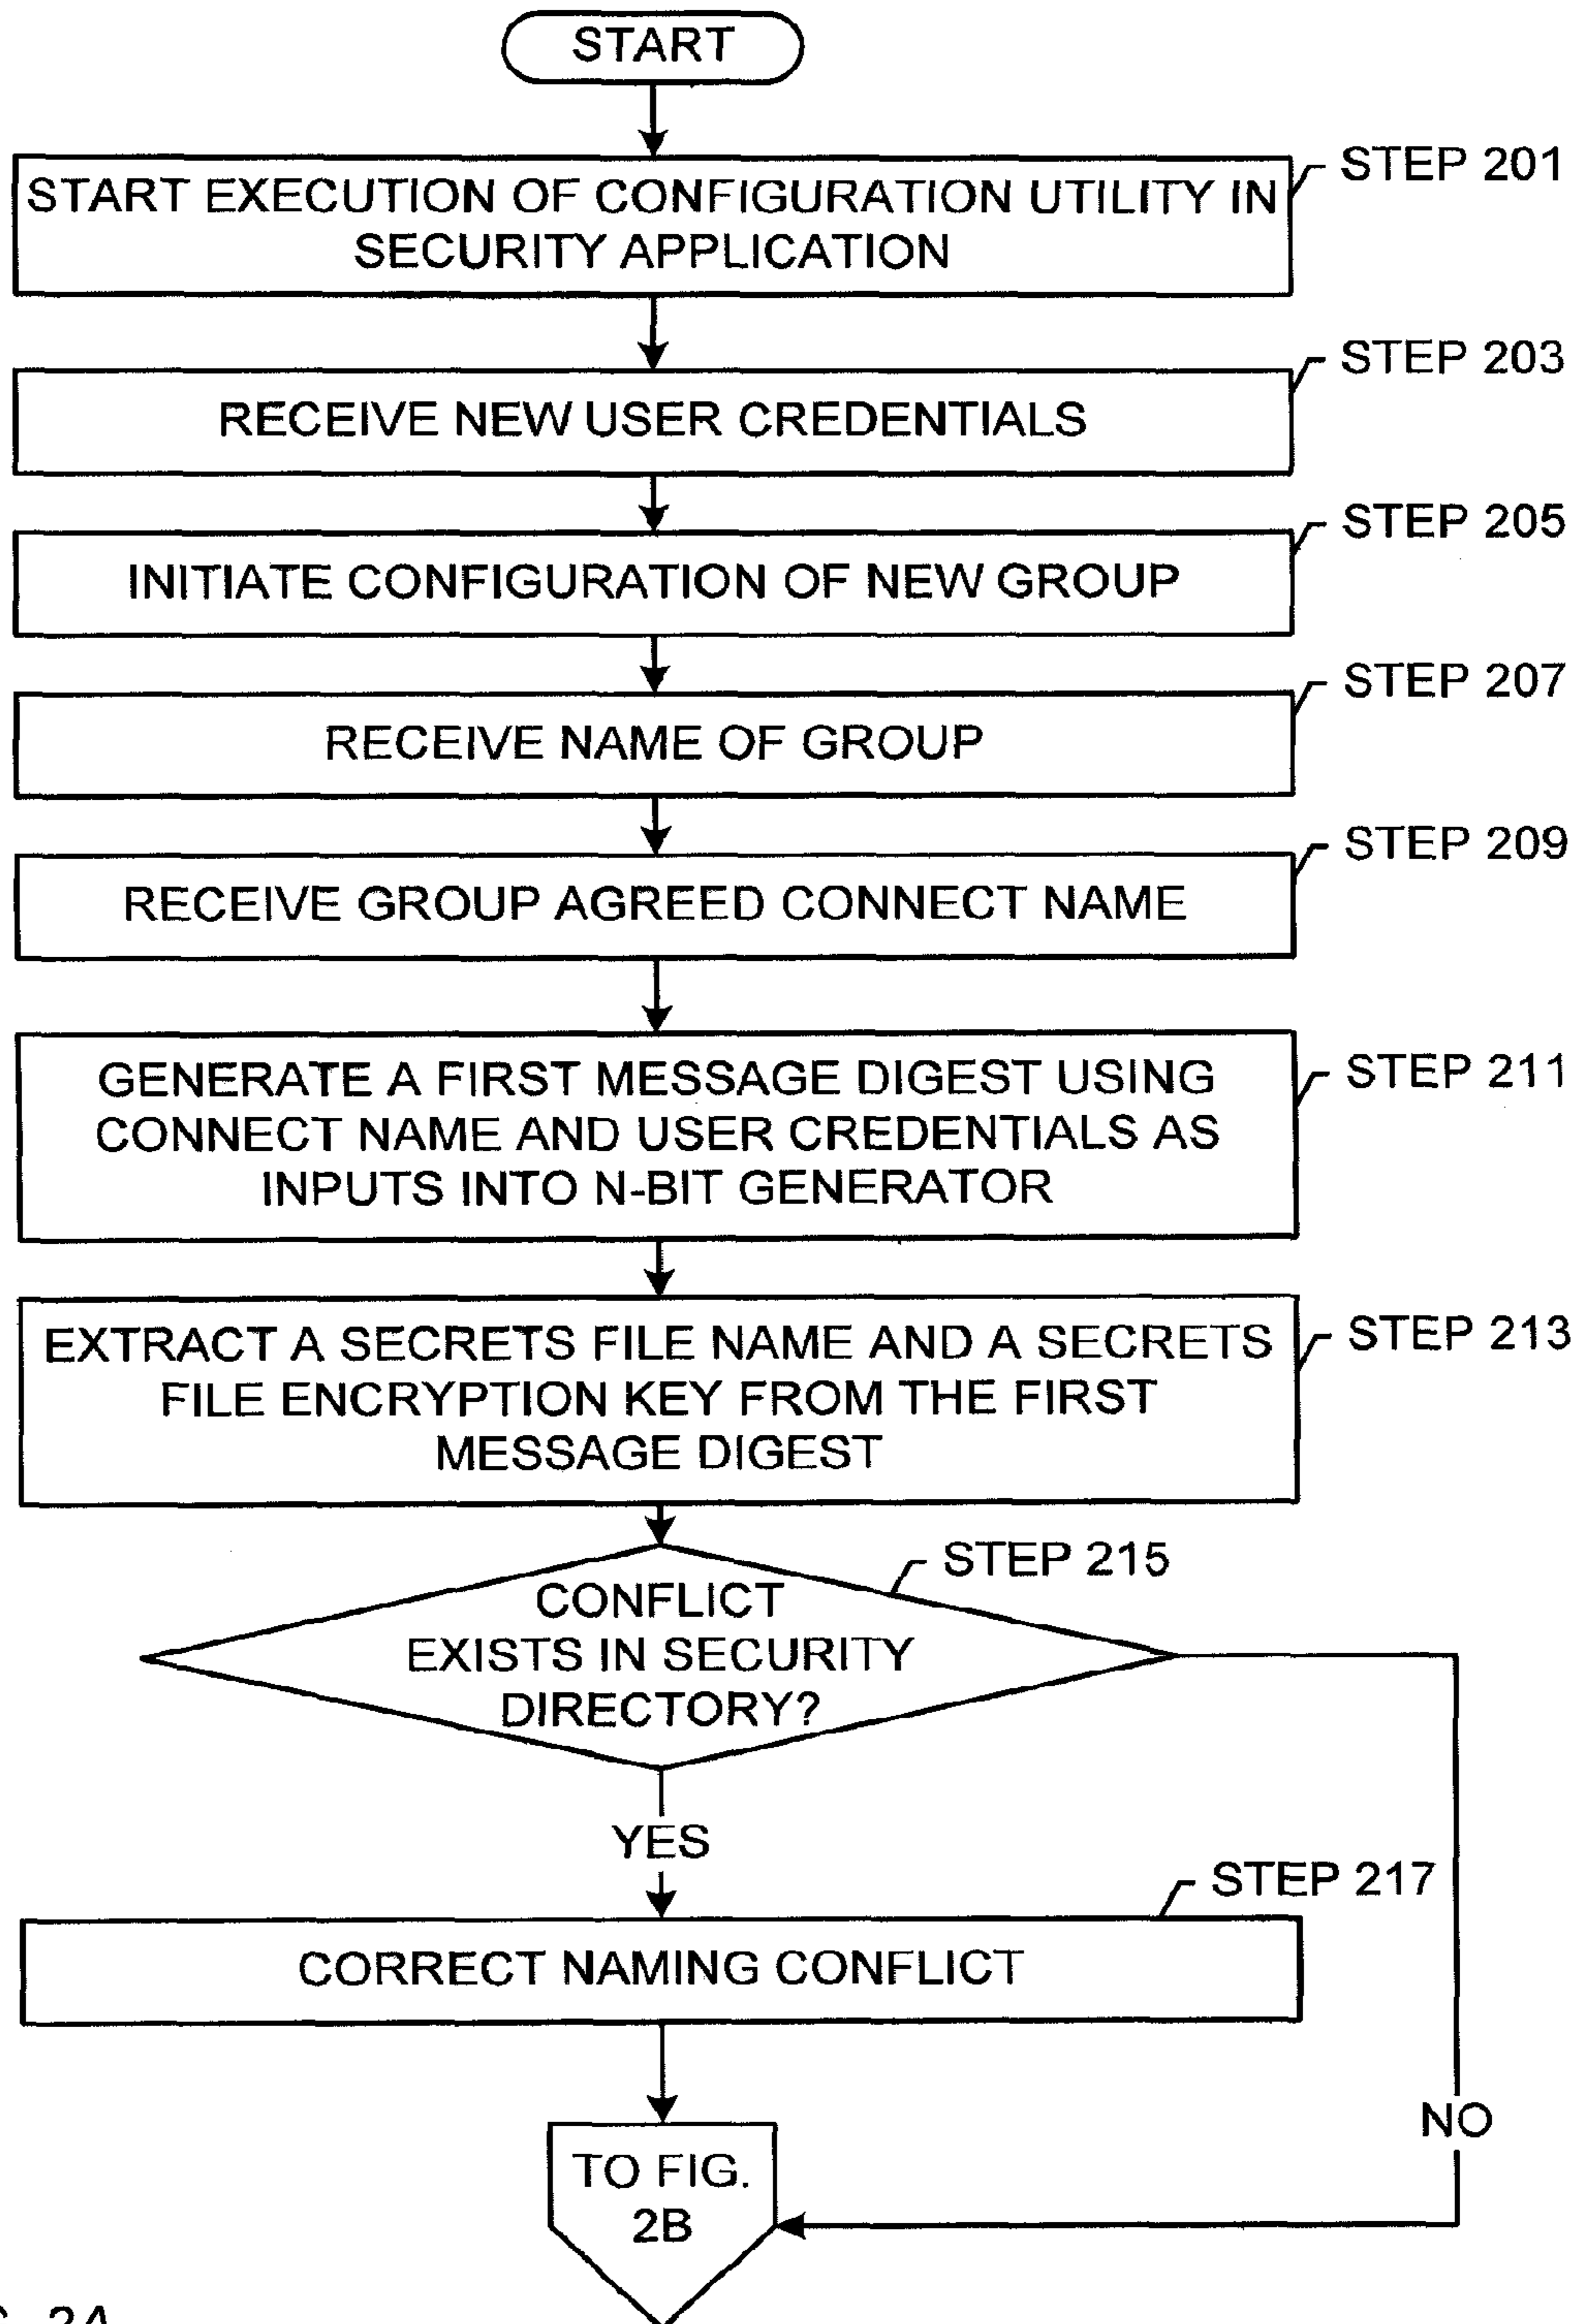 START
STEP 201
START EXECUTION OF CONFIGURATION UTILITY IN
SECURITY APPLICATION
STEP 203
RECEIVE NEW USER CREDENTIALS
STEP 205
INITIATE CONFIGURATION OF NEW GROUP
STEP 207
RECEIVE NAME OF GROUP
STEP 209
RECEIVE GROUP AGREED CONNECT NAME
STEP 211
GENERATE A FIRST MESSAGE DIGEST USING
CONNECT NAME AND USER CREDENTIALS AS
INPUTS INTO N-BIT GENERATOR
STEP 213
EXTRACT A SECRETS FILE NAME AND A SECRETS
FILE ENCRYPTION KEY FROM THE FIRST
MESSAGE DIGEST
STEP 215
CONFLICT
EXISTS IN SECURITY
DIRECTORY?
YES
STEP 217
CORRECT NAMING CONFLICT
NO
TO FIG.
2B
2A